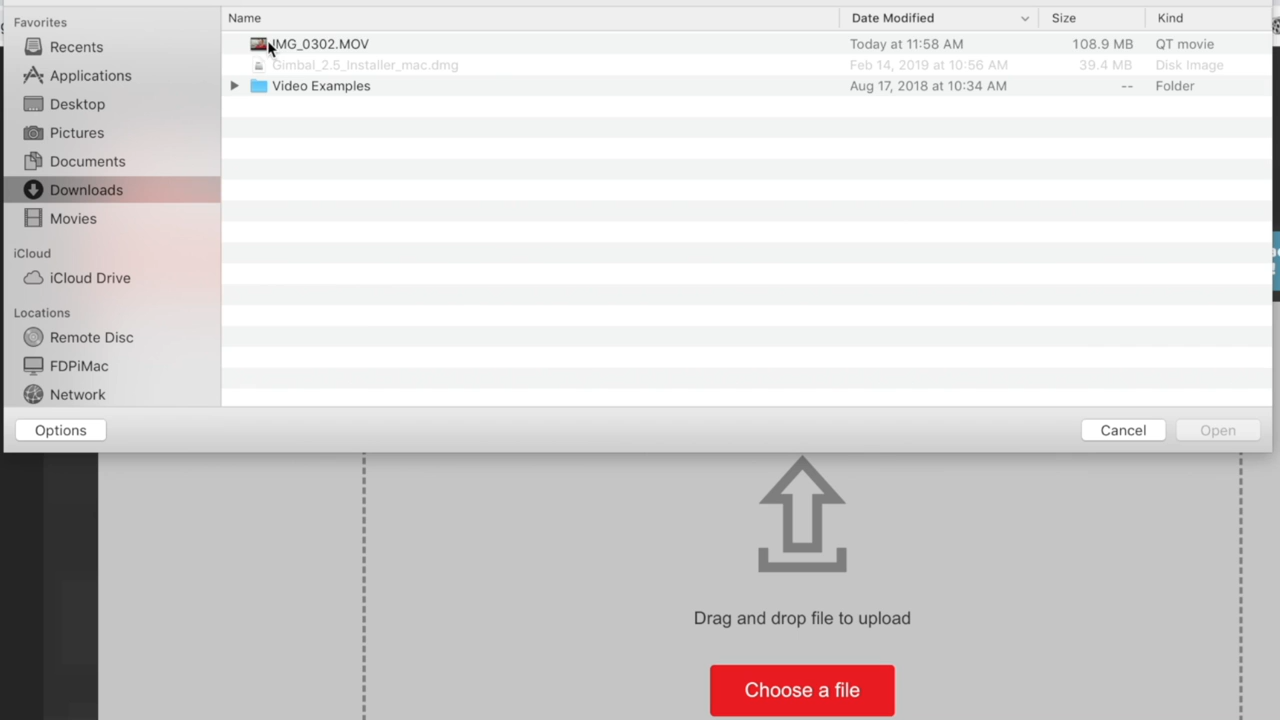 Favorites
Recents
Applications
Desktop
Pictures
Documents
Downloads
Movies
iCloud
iCloud Drive
Locations
Remote Disc
FDPiMac
Network
Name Date Modified Size Kind
IMG_0302.MOV Today at 11:58 AM 108.9 MB QT movie
Gimbal_2.5_Installer_mac.dmg Feb 14, 2019 at 10:56 AM 39.4 MB Disk Image
Video Examples Aug 17, 2018 at 10:34 AM -- Folder
Options Cancel Open
Drag and drop file to upload
Choose a file